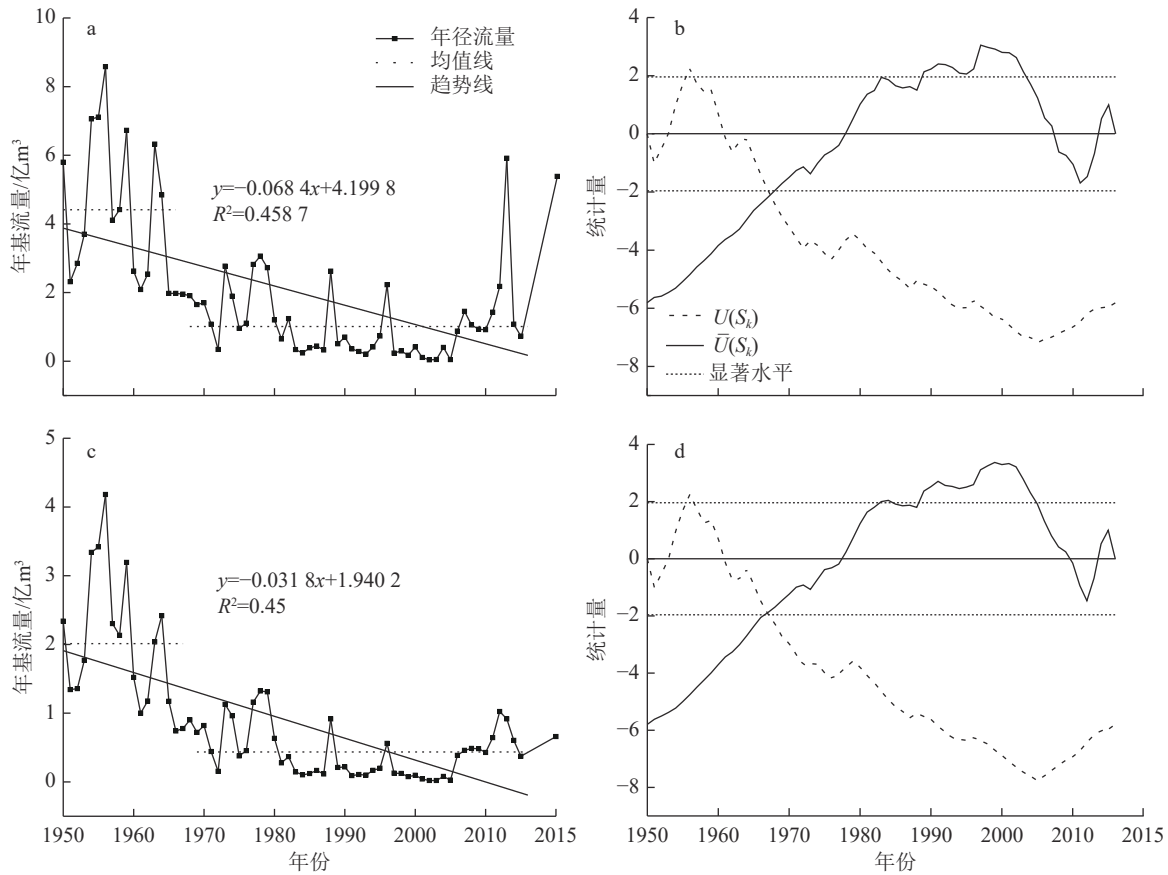 a
10
8
6
4
2
0
年基流量/亿m³
年径流量
均值线
趋势线
y=−0.068 4x+4.199 8
R²=0.458 7
b
4
2
0
−2
−4
−6
−8
统计量
U(Sₖ)
Ū(Sₖ)
显著水平
c
5
4
3
2
1
0
年基流量/亿m³
y=−0.031 8x+1.940 2
R²=0.45
1950 1960 1970 1980 1990 2000 2010 2015
年份
d
4
2
0
−2
−4
−6
−8
统计量
1950 1960 1970 1980 1990 2000 2010 2015
年份